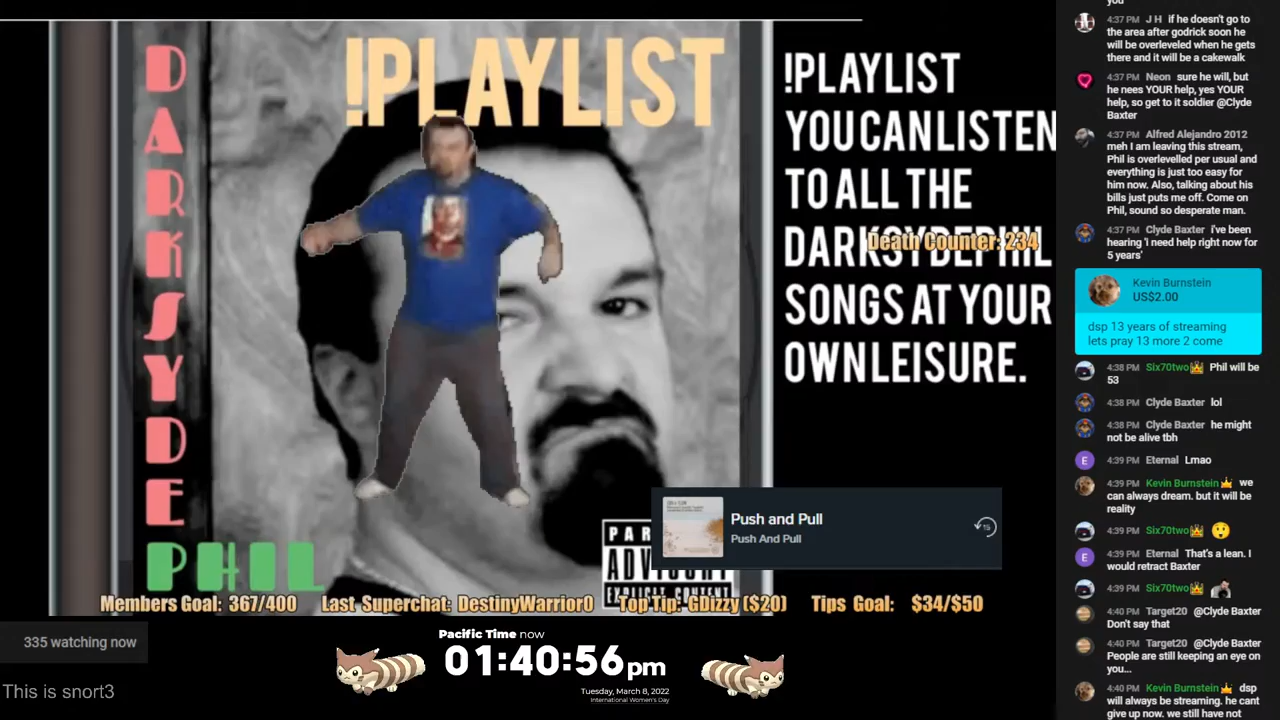 DARKSYDE
PHIL
!PLAYLIST
!PLAYLIST
YOU CAN LISTEN
TO ALL THE
DARKSYDEPHIL
SONGS AT YOUR
OWN LEISURE.
Death Counter: 234
Push and Pull
Push And Pull
15
PAR
ADVISORY
EXPLICIT CONTENT
Members Goal: 367/400 Last Superchat: DestinyWarrior0 Top Tip: GDizzy ($20) Tips Goal: $34/$50
335 watching now
This is snort3
Pacific Time now
01:40:56pm
Tuesday, March 8, 2022
International Women's Day
you
4:37 PM J H if he doesn't go to
the area after godrick soon he
will be overleveled when he gets
there and it will be a cakewalk
4:37 PM Neon sure he will, but
he nees YOUR help, yes YOUR
help, so get to it soldier @Clyde
Baxter
4:37 PM Alfred Alejandro 2012
meh I am leaving this stream,
Phil is overlevelled per usual and
everything is just too easy for
him now. Also, talking about his
bills just puts me off. Come on
Phil, sound so desperate man.
4:37 PM Clyde Baxter i've been
hearing 'i need help right now for
5 years'
Kevin Burnstein
US$2.00
dsp 13 years of streaming
lets pray 13 more 2 come
4:38 PM Six70two Phil will be
53
4:38 PM Clyde Baxter lol
4:38 PM Clyde Baxter he might
not be alive tbh
E 4:39 PM Eternal Lmao
4:39 PM Kevin Burnstein we
can always dream. but it will be
reality
4:39 PM Six70two 😲
E 4:39 PM Eternal That's a lean. I
would retract Baxter
4:39 PM Six70two
4:40 PM Target20 @Clyde Baxter
Don't say that
4:40 PM Target20 @Clyde Baxter
People are still keeping an eye on
you...
4:40 PM Kevin Burnstein dsp
will always be streaming. he cant
give up now. we still have not